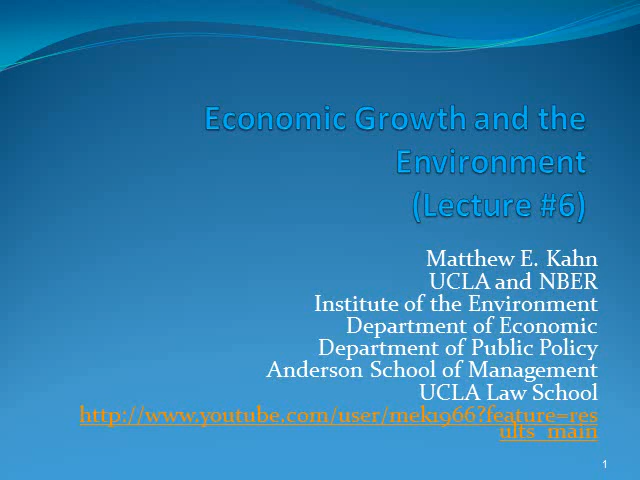 Economic Growth and the
Environment
(Lecture #6)
Matthew E. Kahn
UCLA and NBER
Institute of the Environment
Department of Economic
Department of Public Policy
Anderson School of Management
UCLA Law School
http://www.youtube.com/user/mek1966?feature=res
ults_main
1